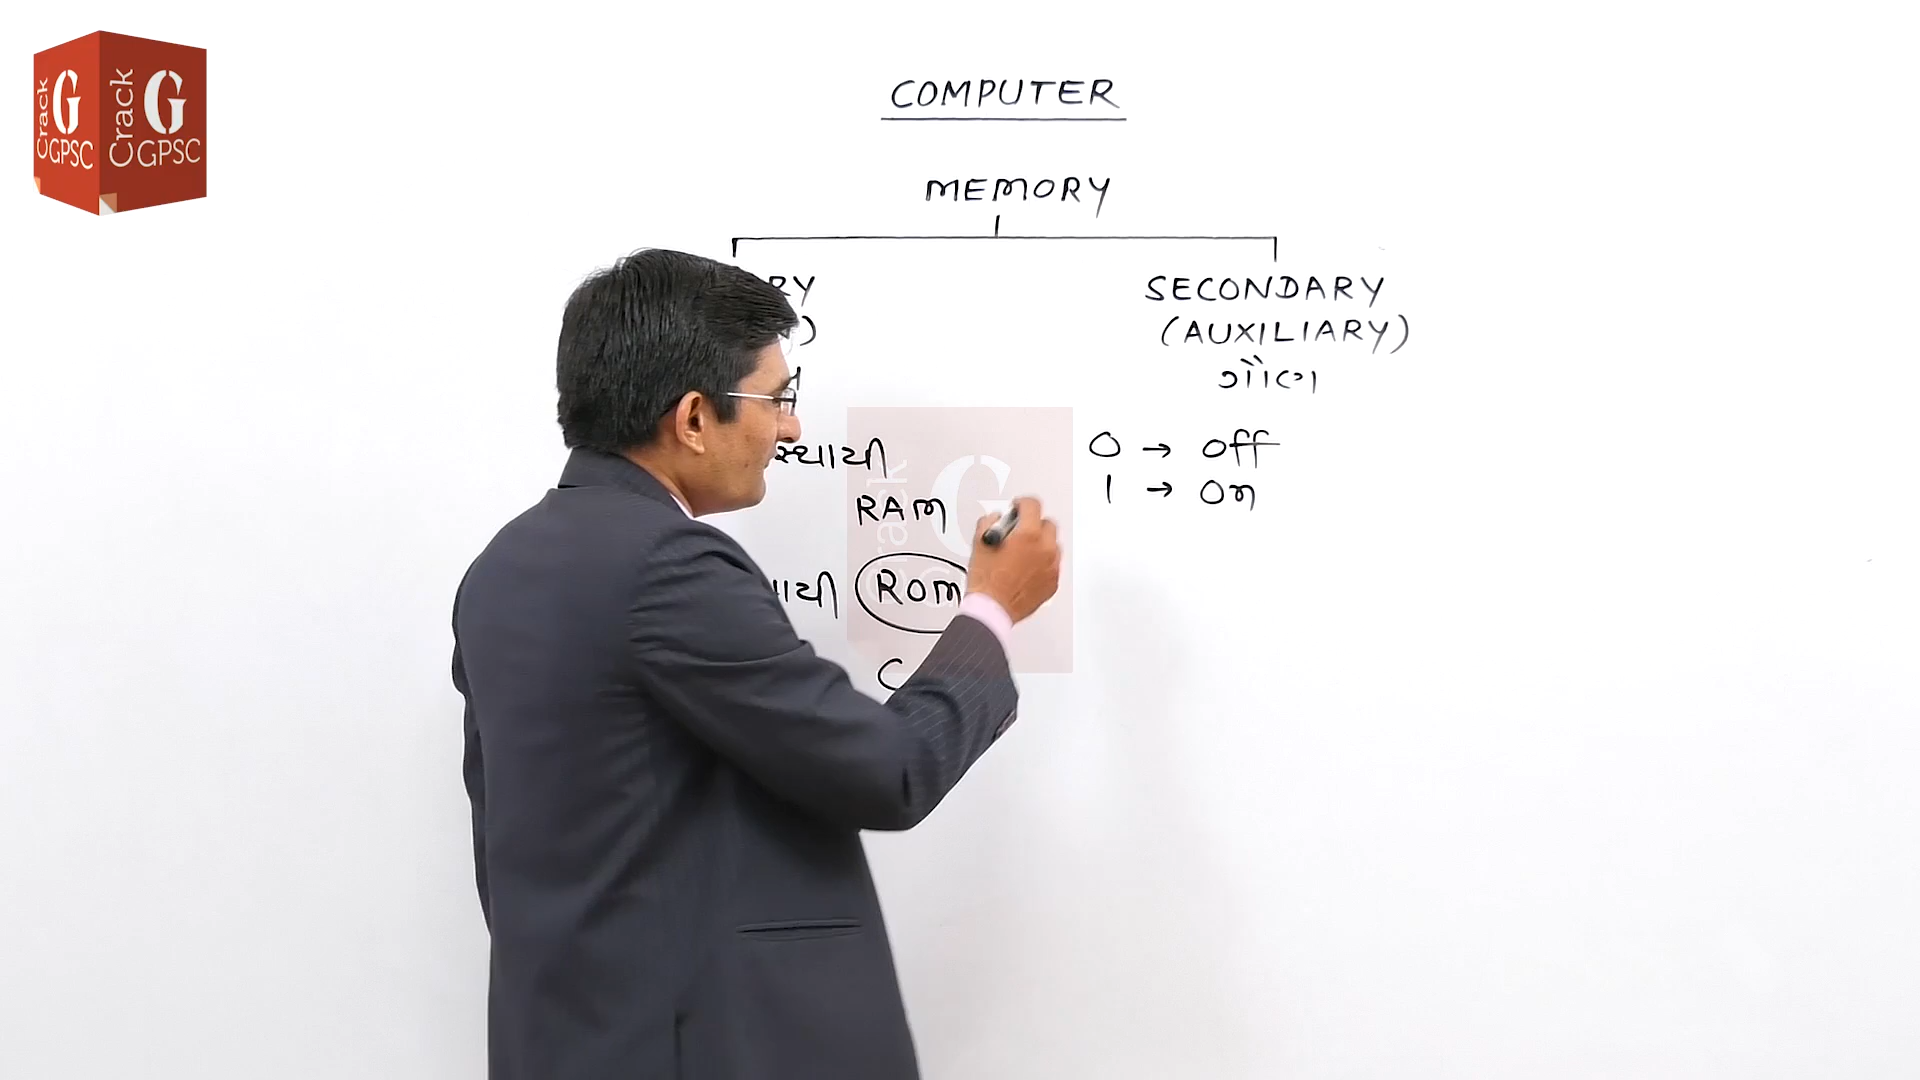 Crack GPSC
Crack GPSC
COMPUTER
MEMORY
SECONDARY
(AUXILIARY)
ગૌણ
0 → Off
1 → On
RAM
ROM